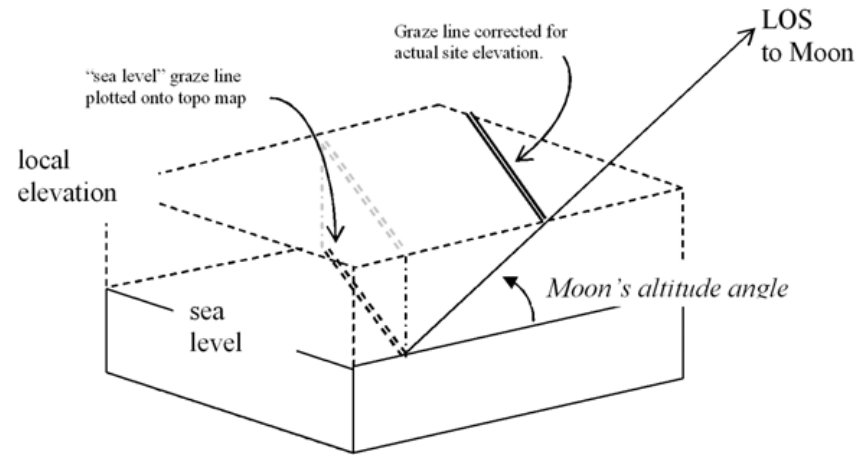 LOS
to Moon
Graze line corrected for
actual site elevation.
“sea level” graze line
plotted onto topo map
local
elevation
Moon’s altitude angle
sea
level